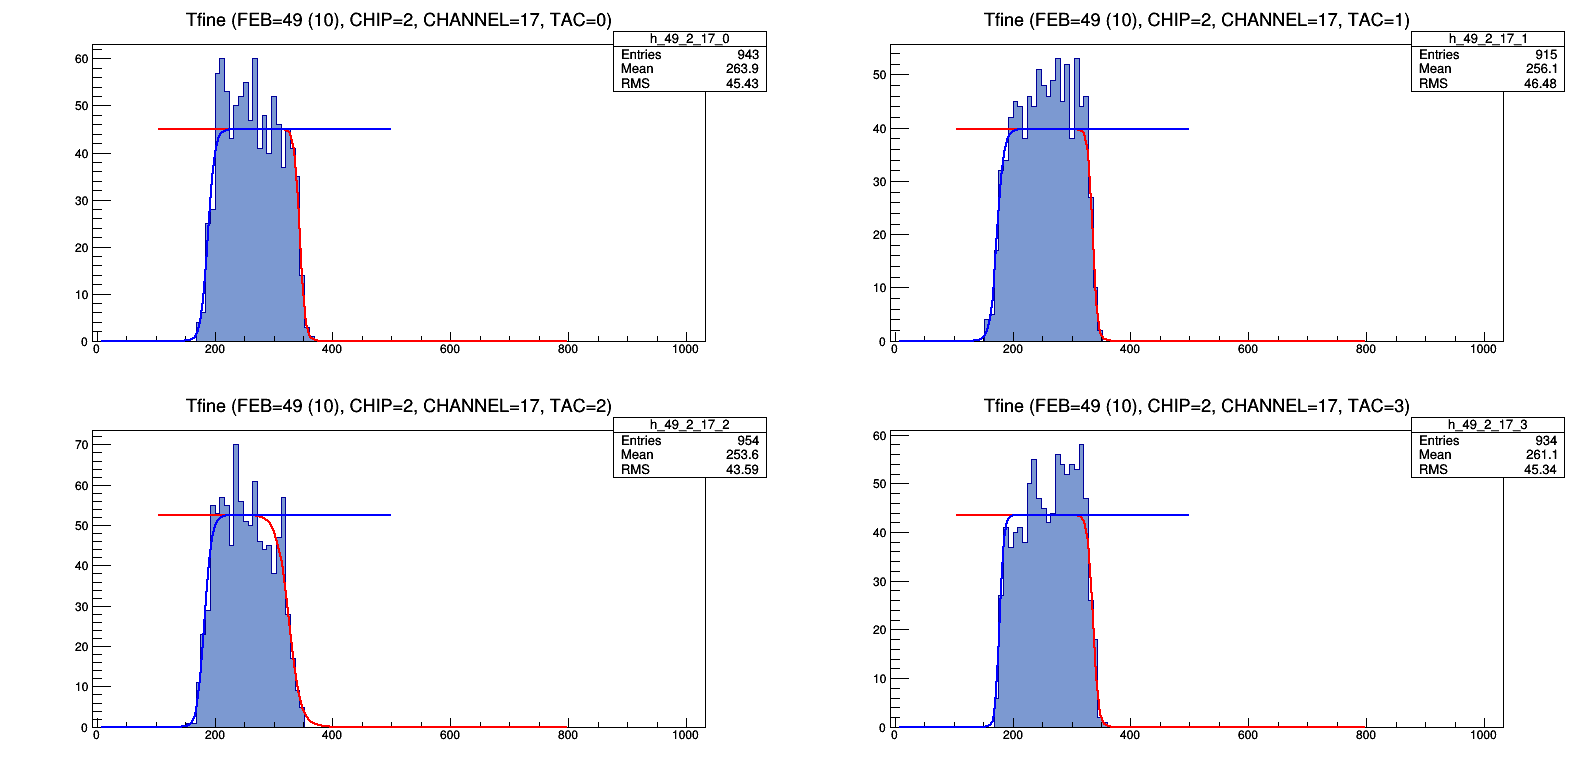 Tfine (FEB=49 (10), CHIP=2, CHANNEL=17, TAC=0)
h_49_2_17_0
Entries 943
Mean 263.9
RMS 45.43
60
50
40
30
20
10
0
0 200 400 600 800 1000
Tfine (FEB=49 (10), CHIP=2, CHANNEL=17, TAC=1)
h_49_2_17_1
Entries 915
Mean 256.1
RMS 46.48
50
40
30
20
10
0
0 200 400 600 800 1000
Tfine (FEB=49 (10), CHIP=2, CHANNEL=17, TAC=2)
h_49_2_17_2
Entries 954
Mean 253.6
RMS 43.59
70
60
50
40
30
20
10
0
0 200 400 600 800 1000
Tfine (FEB=49 (10), CHIP=2, CHANNEL=17, TAC=3)
h_49_2_17_3
Entries 934
Mean 261.1
RMS 45.34
60
50
40
30
20
10
0
0 200 400 600 800 1000